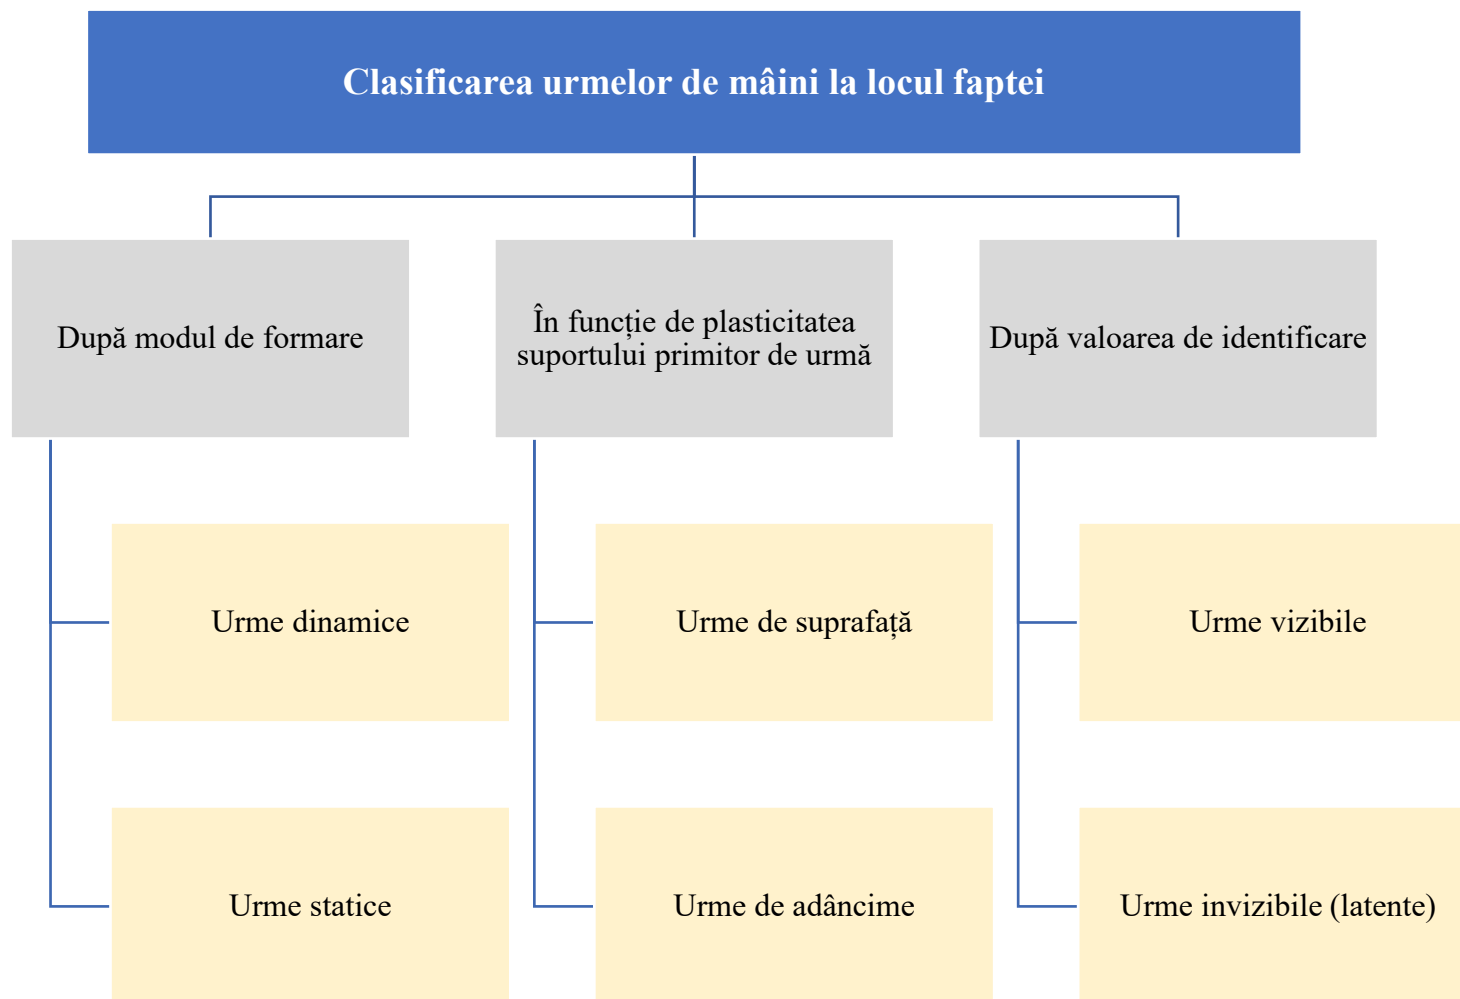 Clasificarea urmelor de mâini la locul faptei
După modul de formare
În funcție de plasticitatea
suportului primitor de urmă
După valoarea de identificare
Urme dinamice
Urme de suprafață
Urme vizibile
Urme statice
Urme de adâncime
Urme invizibile (latente)